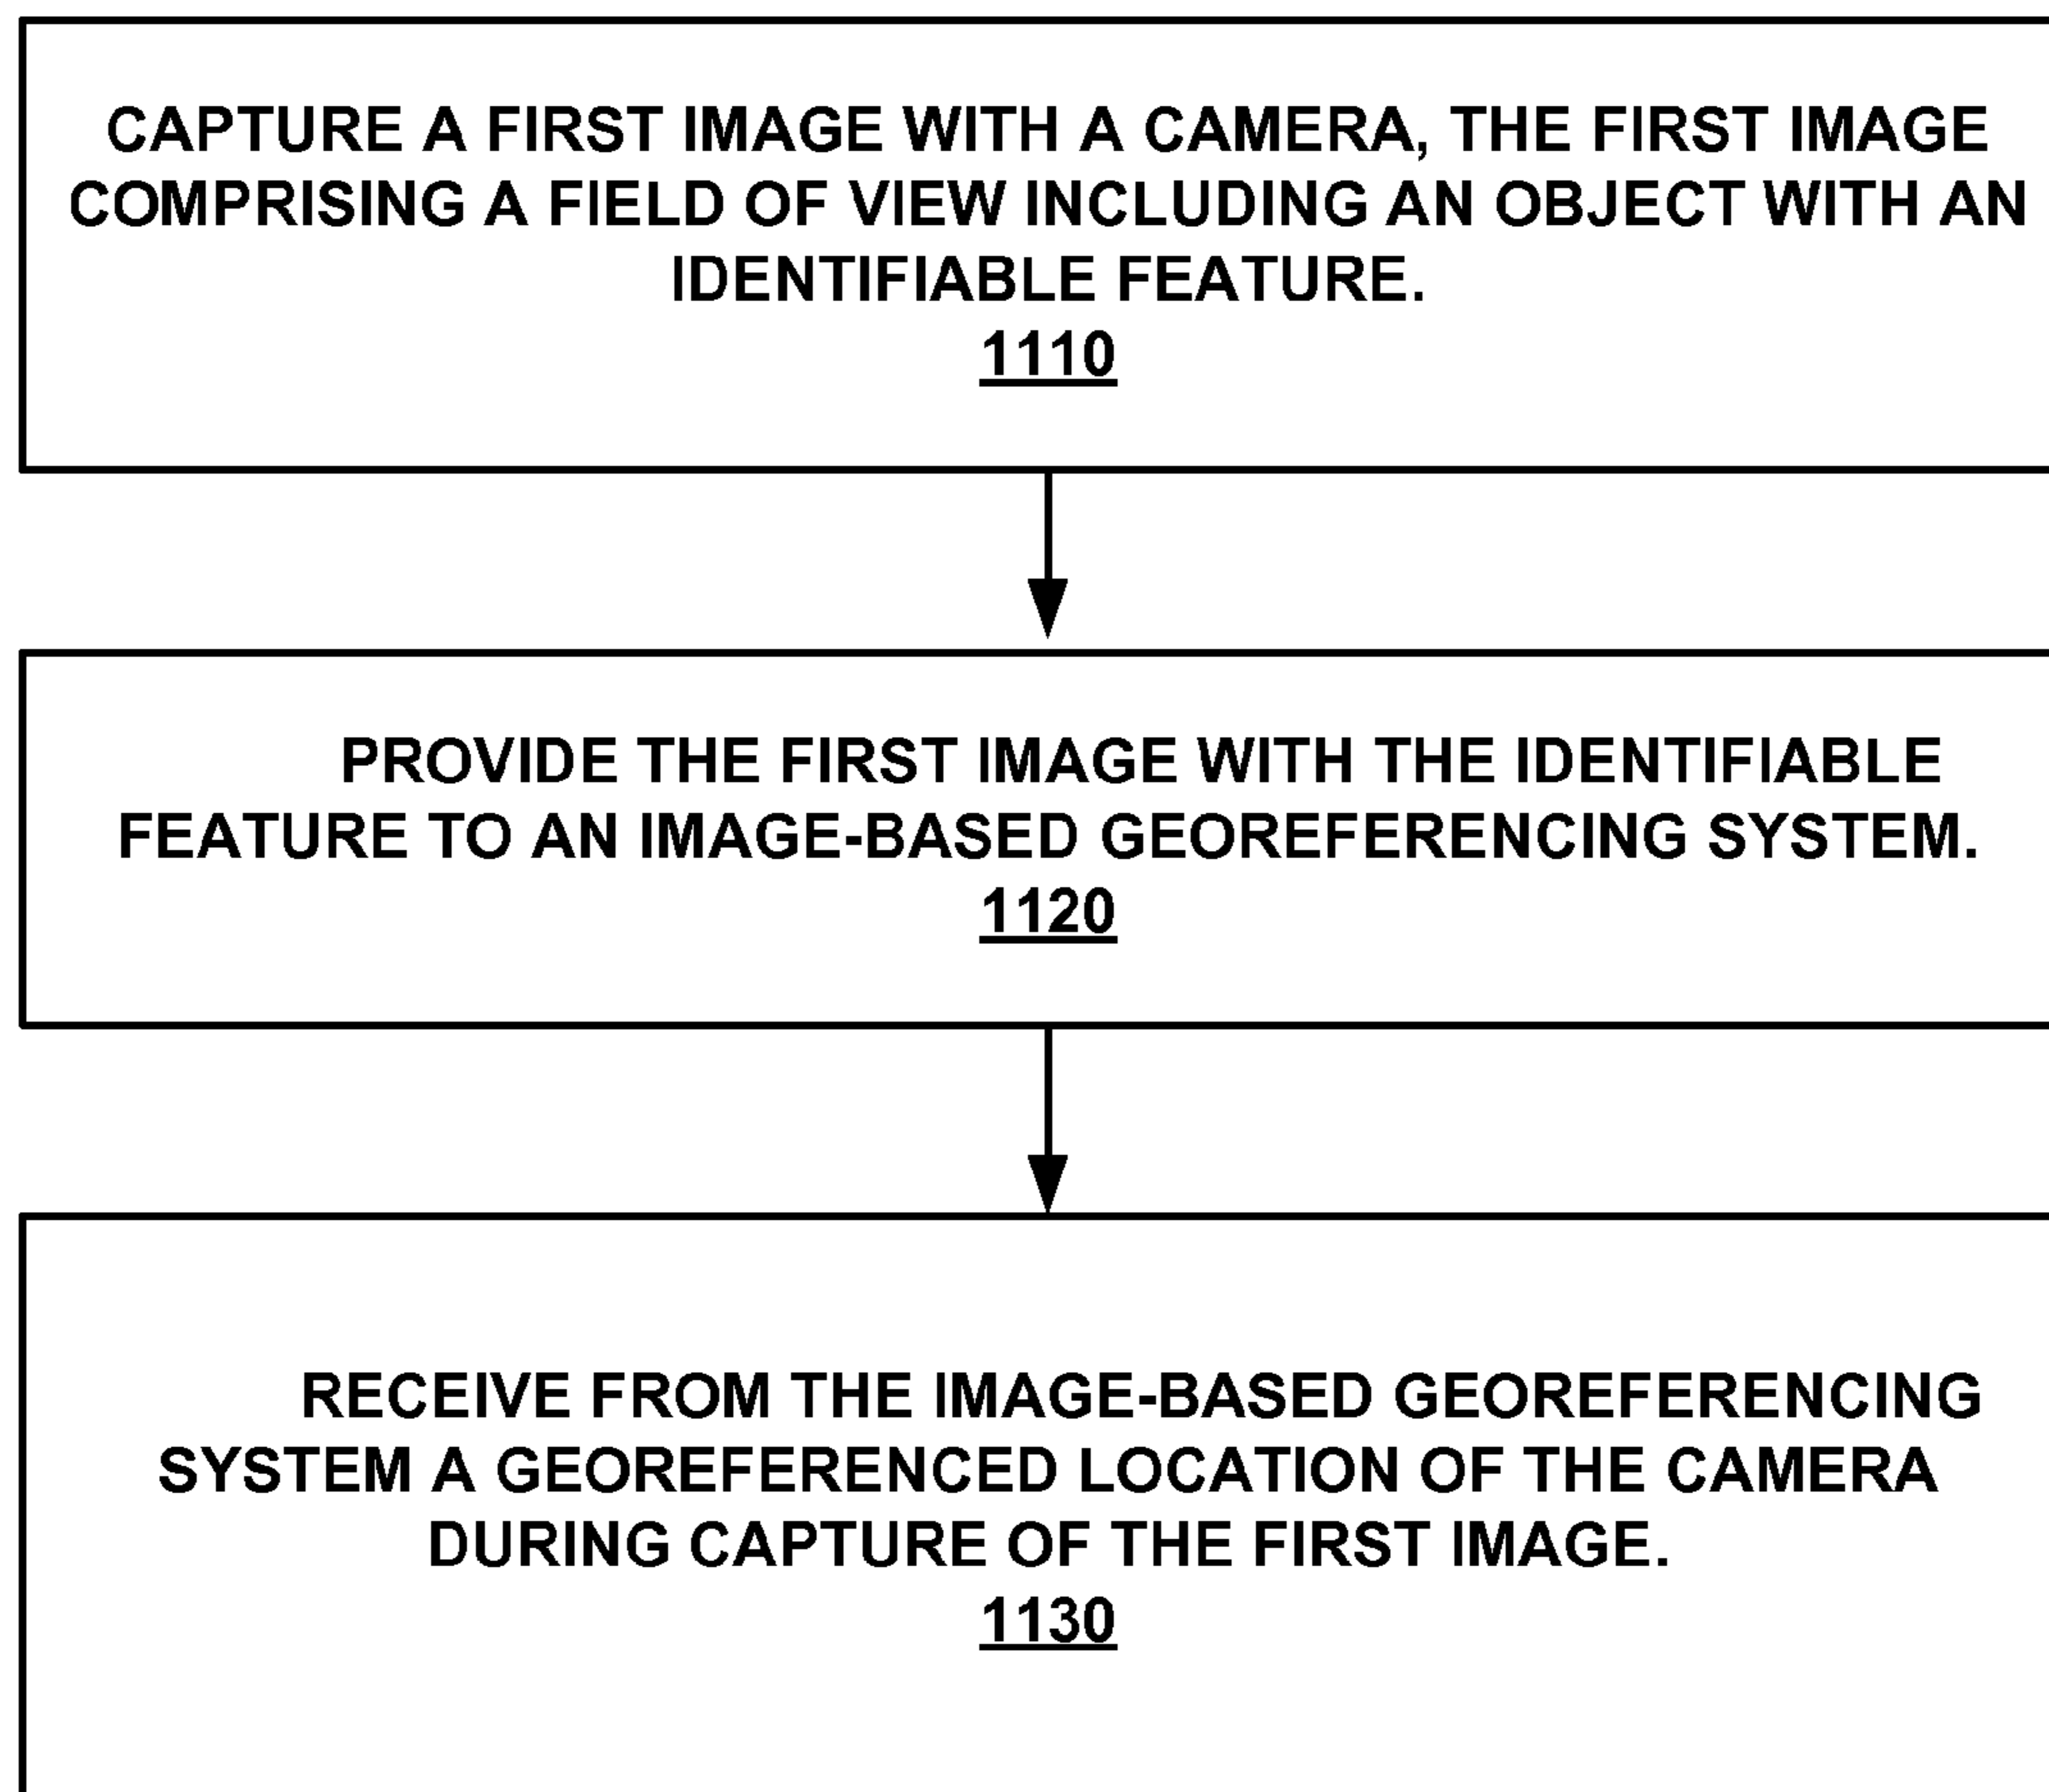 CAPTURE A FIRST IMAGE WITH A CAMERA, THE FIRST IMAGE
COMPRISING A FIELD OF VIEW INCLUDING AN OBJECT WITH AN
IDENTIFIABLE FEATURE.
1110
PROVIDE THE FIRST IMAGE WITH THE IDENTIFIABLE
FEATURE TO AN IMAGE-BASED GEOREFERENCING SYSTEM.
1120
RECEIVE FROM THE IMAGE-BASED GEOREFERENCING
SYSTEM A GEOREFERENCED LOCATION OF THE CAMERA
DURING CAPTURE OF THE FIRST IMAGE.
1130